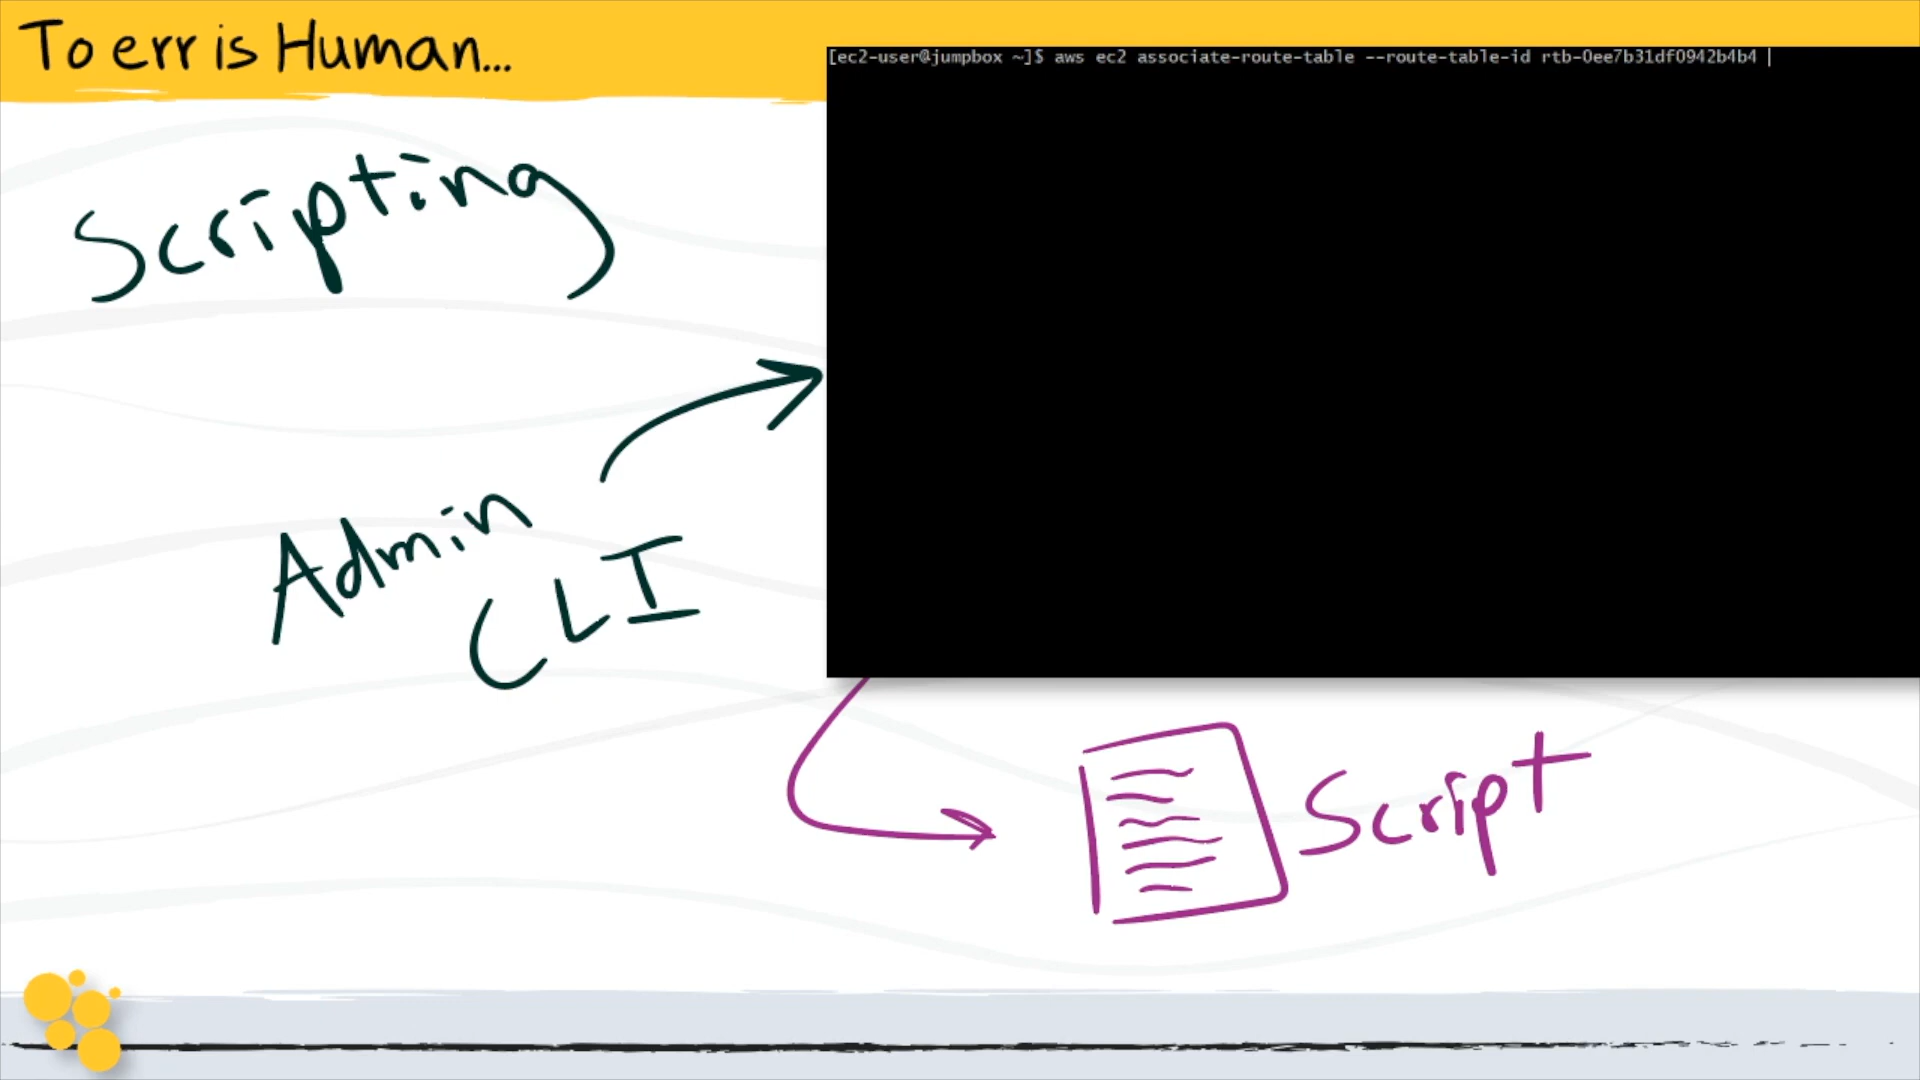 To err is Human...
[ec2-user@jumpbox ~]$ aws ec2 associate-route-table --route-table-id rtb-0ee7b31df0942b4b4
Scripting
Admin
CLI
Script